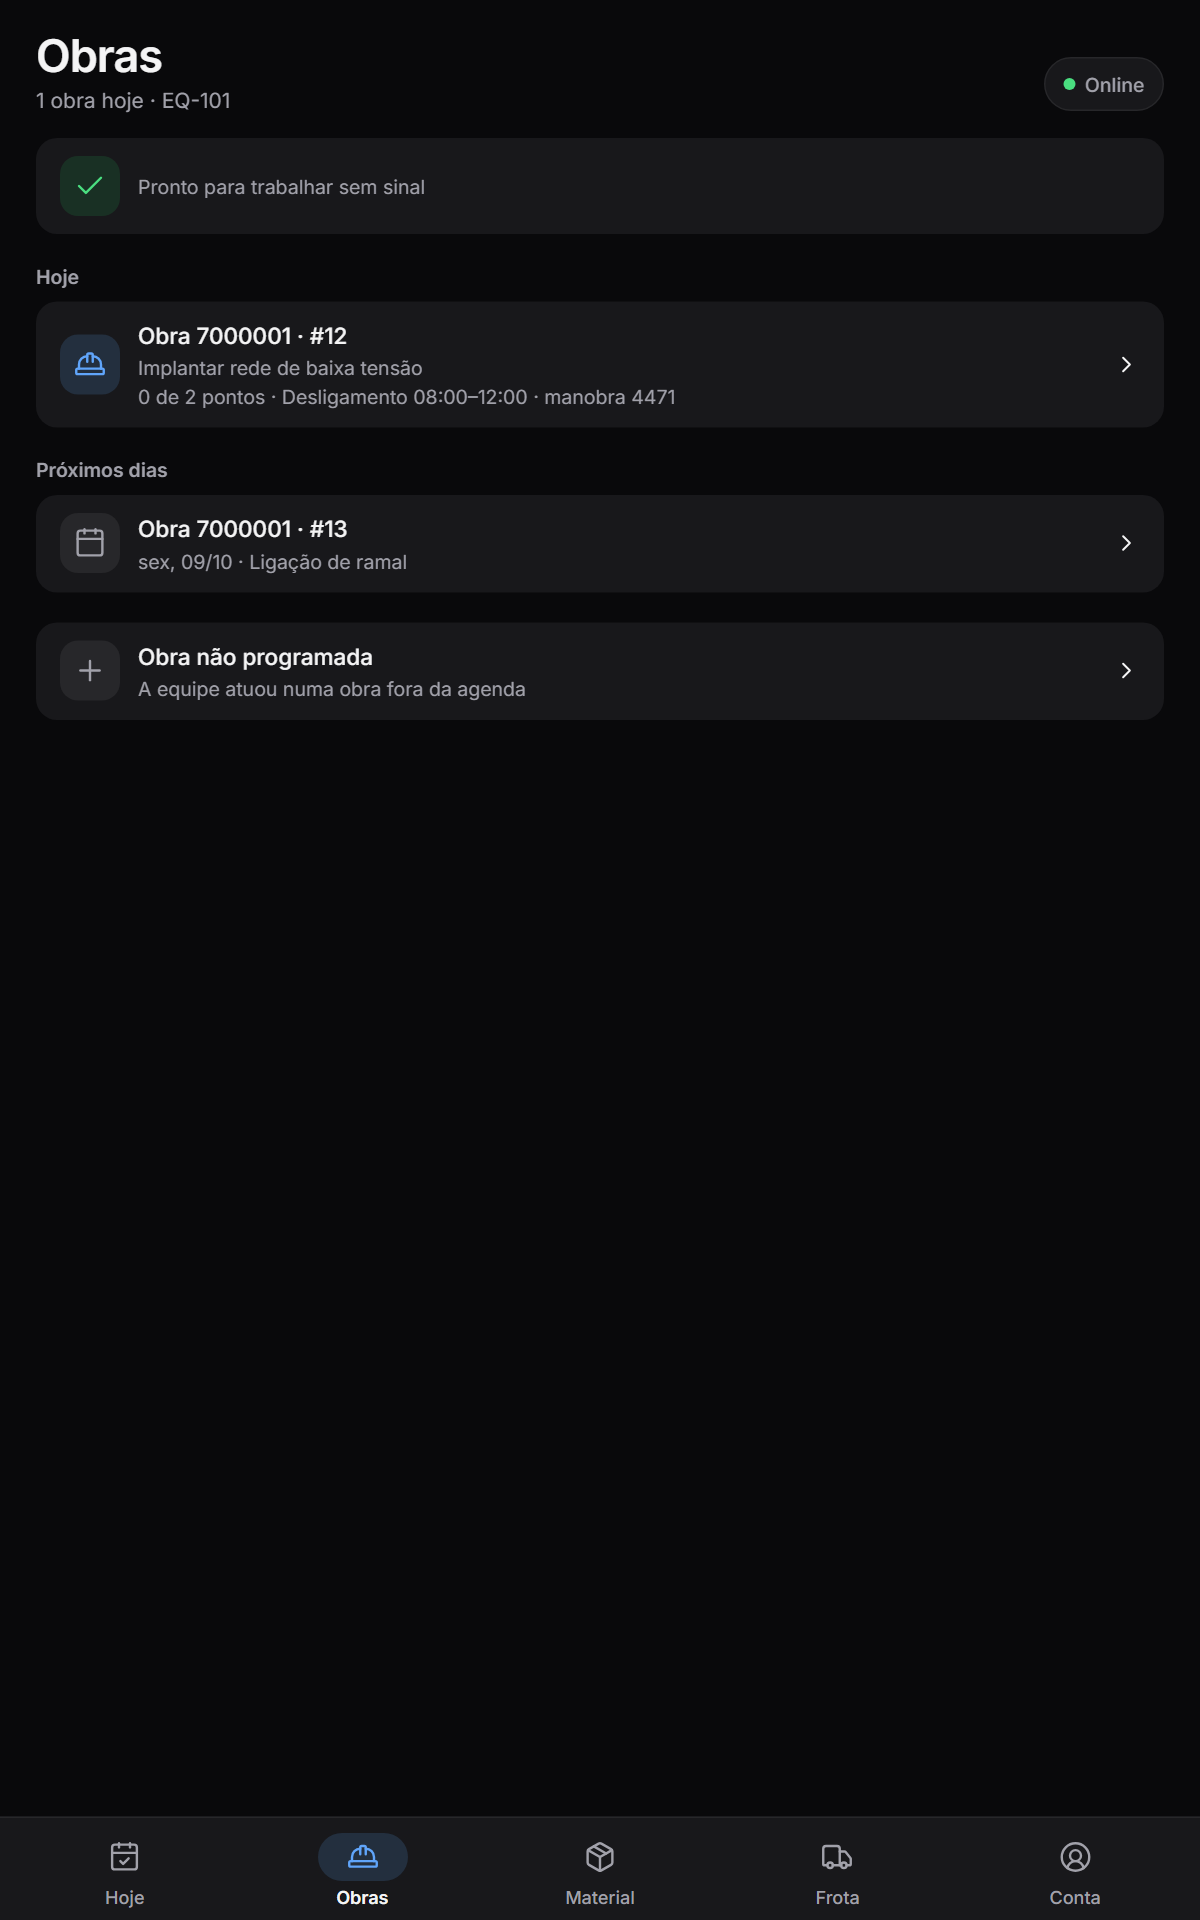 Obras
1 obra hoje · EQ-101
Online
Pronto para trabalhar sem sinal
Hoje
Obra 7000001 · #12
Implantar rede de baixa tensão
0 de 2 pontos · Desligamento 08:00–12:00 · manobra 4471
Próximos dias
Obra 7000001 · #13
sex, 09/10 · Ligação de ramal
Obra não programada
A equipe atuou numa obra fora da agenda
Hoje
Obras
Material
Frota
Conta